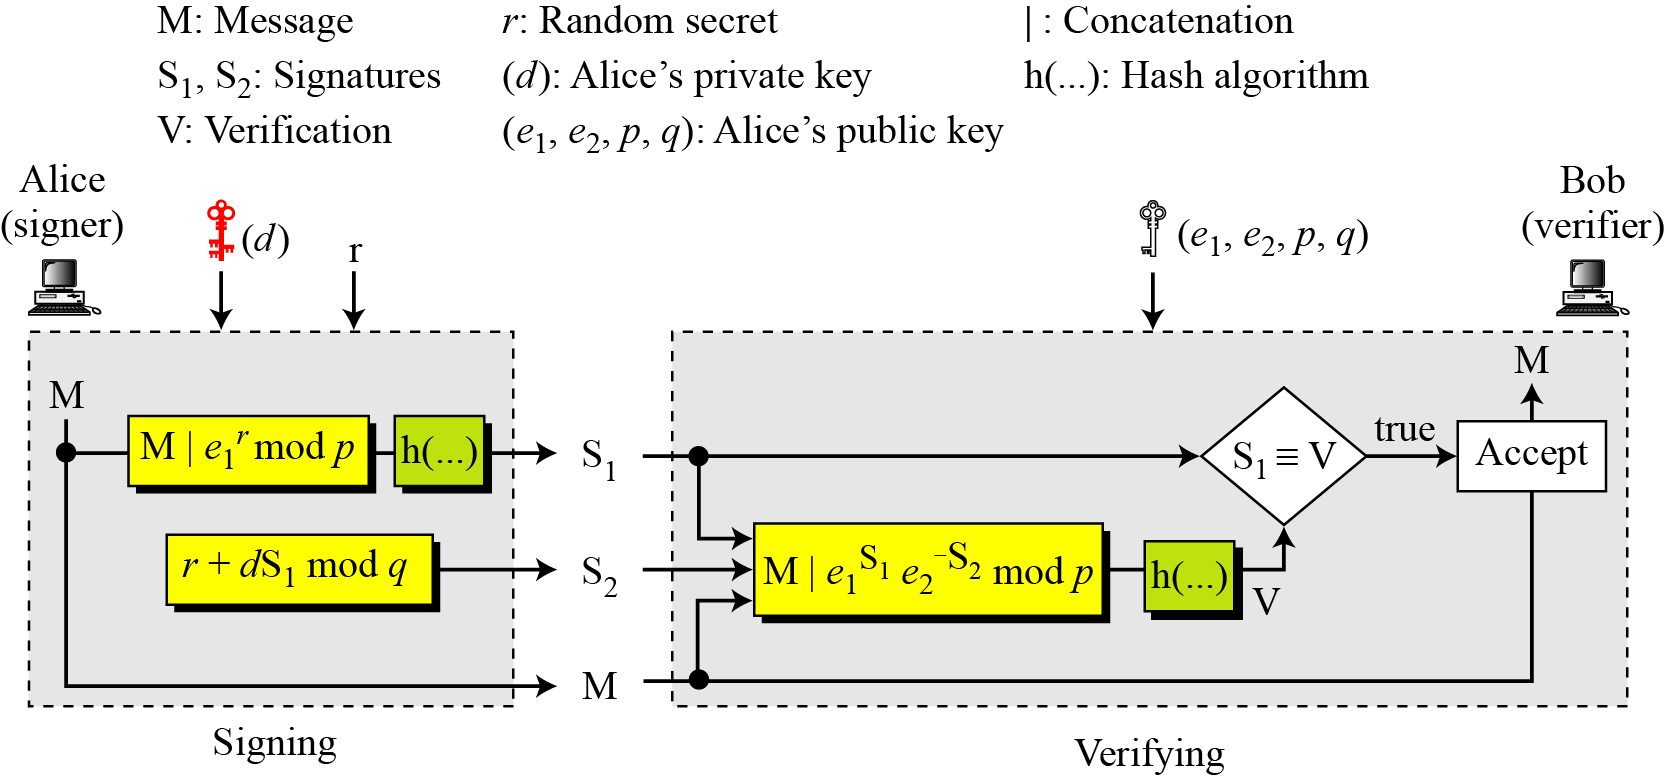 M: Message r: Random secret | : Concatenation
S₁, S₂: Signatures (d): Alice’s private key h(...): Hash algorithm
V: Verification (e₁, e₂, p, q): Alice’s public key
Alice
(signer)
Bob
(verifier)
(d)
r
(e₁, e₂, p, q)
M
M | e₁ʳ mod p
h(...)
r + dS₁ mod q
S₁
S₂
M
S₁ ≡ V
true
Accept
M
M | e₁^S₁ e₂^–S₂ mod p
h(...)
V
Signing
Verifying